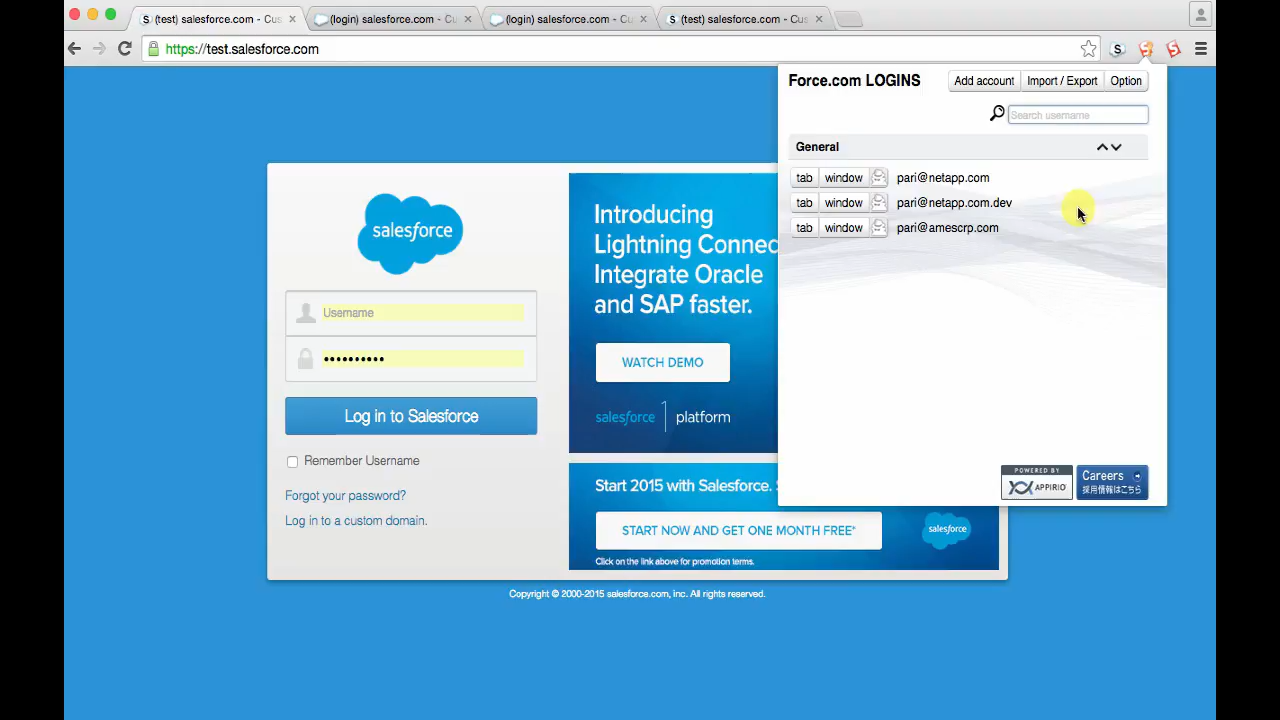 (test) salesforce.com - Cus
(login) salesforce.com - Cus
(login) salesforce.com - Cus
(test) salesforce.com - Cus
https://test.salesforce.com
Force.com LOGINS
Add account
Import / Export
Option
Search username
General
tab window pari@netapp.com
tab window pari@netapp.com.dev
tab window pari@amescrp.com
POWERED BY
APPIRIO
Careers
採用情報はこちら
salesforce
Username
Log in to Salesforce
Remember Username
Forgot your password?
Log in to a custom domain.
Introducing
Lightning Connec
Integrate Oracle
and SAP faster.
WATCH DEMO
salesforce1 platform
Start 2015 with Salesforce. S
START NOW AND GET ONE MONTH FREE*
Click on the link above for promotion terms.
salesforce
Copyright © 2000-2015 salesforce.com, inc. All rights reserved.